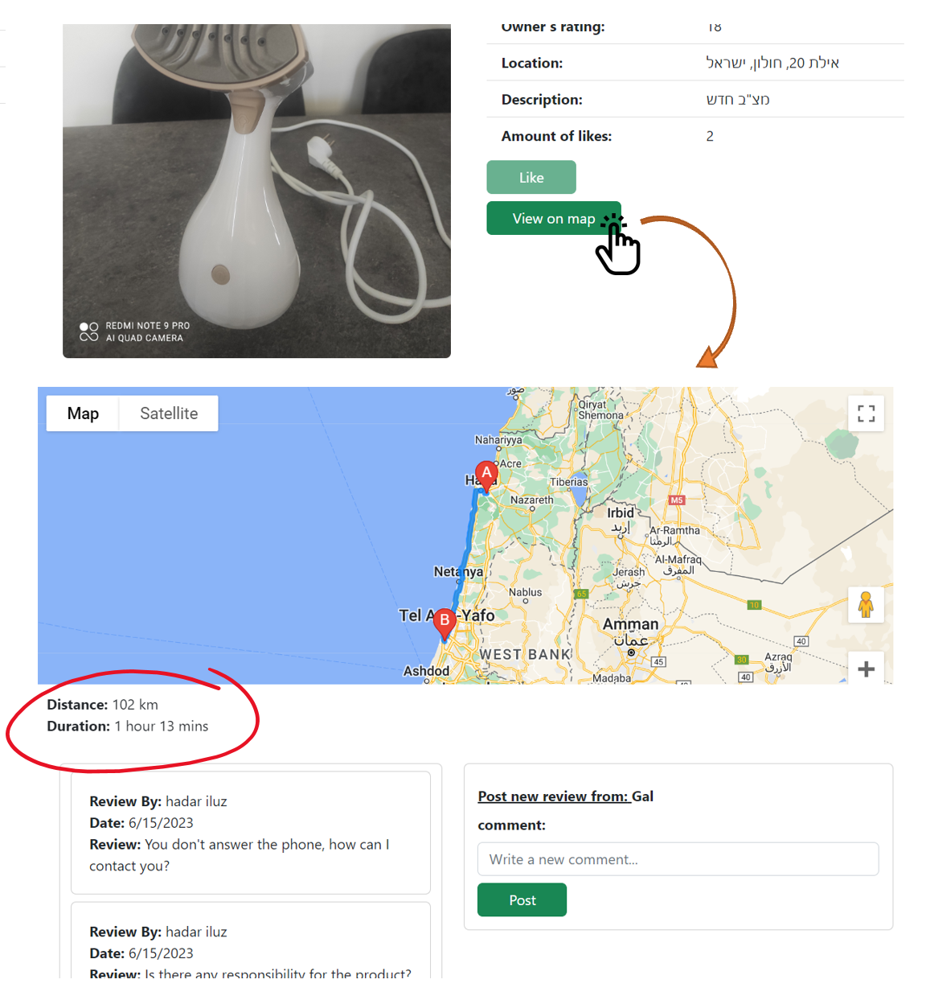 Owner's rating: 18
Location: אילת 20, חולון, ישראל
Description: מצ"ב חדש
Amount of likes: 2
Like
View on map
REDMI NOTE 9 PRO
AI QUAD CAMERA
Map Satellite
صور
Qiryat
Shemona
Nahariyya
Acre
A
Tiberias
Nazareth
M5
Irbid
إربد
Ar-Ramtha
الرمثا
Al-Mafraq
المفرق
Netanya
Jerash
جرش
Nablus
65
10
Tel A
B
-Yafo
Amman
عمّان
40
WEST BANK
45
30
Azraq
الأزرق
40
Ashdod
Madaba
Distance: 102 km
Duration: 1 hour 13 mins
Review By: hadar iluz
Date: 6/15/2023
Review: You don't answer the phone, how can I
contact you?
Review By: hadar iluz
Date: 6/15/2023
Review: Is there any responsibility for the product?
Post new review from: Gal
comment:
Write a new comment...
Post